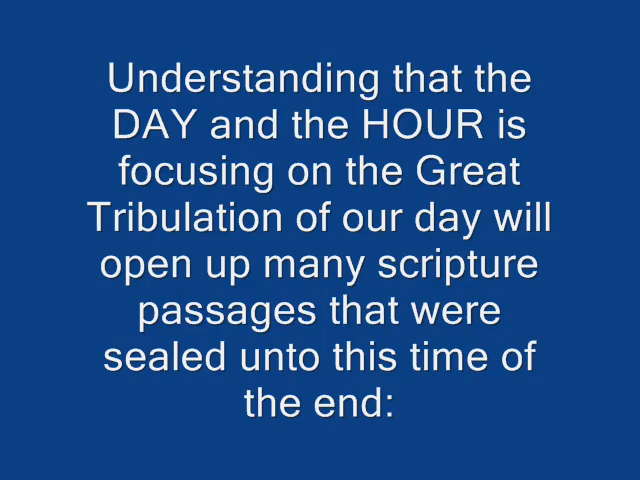 Understanding that the
DAY and the HOUR is
focusing on the Great
Tribulation of our day will
open up many scripture
passages that were
sealed unto this time of
the end: